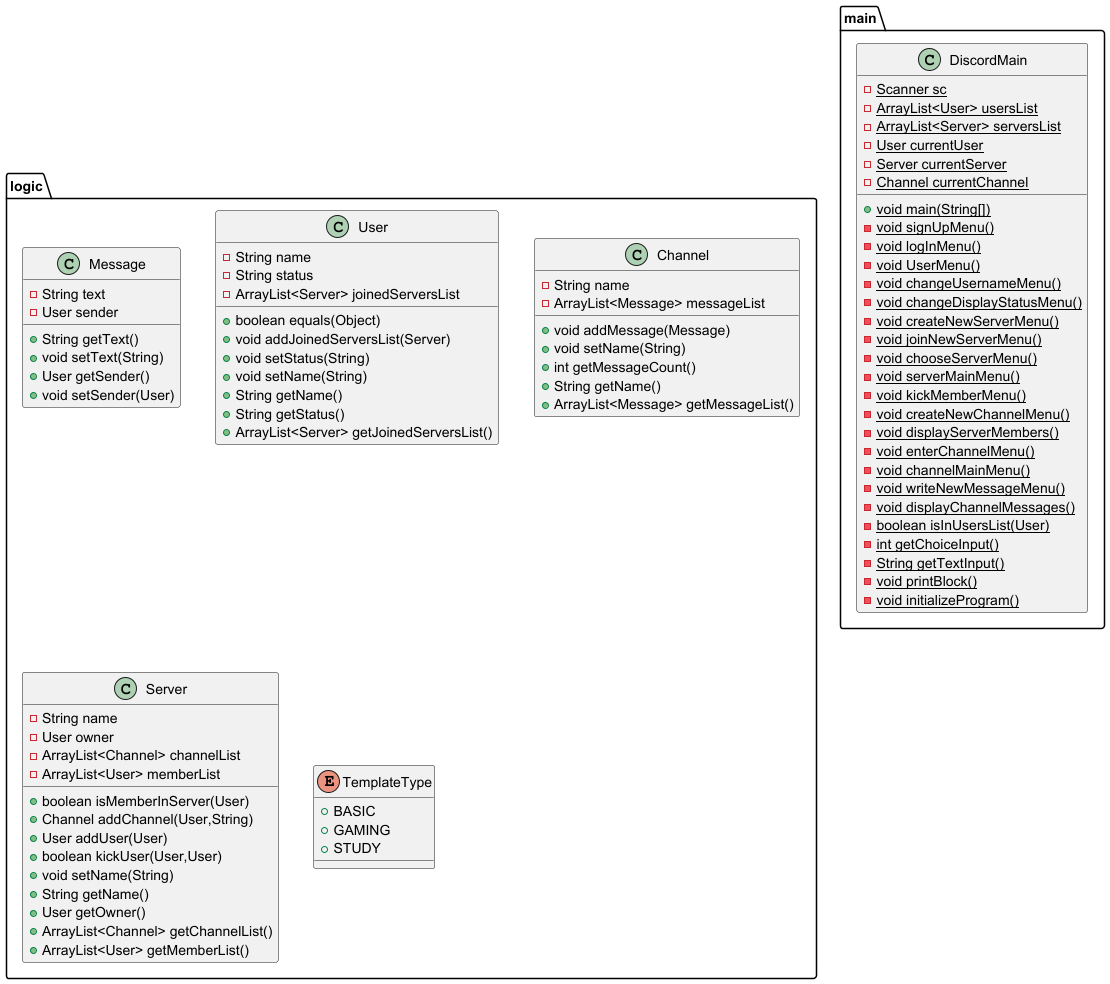 main
C DiscordMain
Scanner sc
ArrayList<User> usersList
ArrayList<Server> serversList
User currentUser
Server currentServer
Channel currentChannel
void main(String[])
void signUpMenu()
void logInMenu()
void UserMenu()
void changeUsernameMenu()
void changeDisplayStatusMenu()
void createNewServerMenu()
void joinNewServerMenu()
void chooseServerMenu()
void serverMainMenu()
void kickMemberMenu()
void createNewChannelMenu()
void displayServerMembers()
void enterChannelMenu()
void channelMainMenu()
void writeNewMessageMenu()
void displayChannelMessages()
boolean isInUsersList(User)
int getChoiceInput()
String getTextInput()
void printBlock()
void initializeProgram()
logic
C Message
String text
User sender
String getText()
void setText(String)
User getSender()
void setSender(User)
C User
String name
String status
ArrayList<Server> joinedServersList
boolean equals(Object)
void addJoinedServersList(Server)
void setStatus(String)
void setName(String)
String getName()
String getStatus()
ArrayList<Server> getJoinedServersList()
C Channel
String name
ArrayList<Message> messageList
void addMessage(Message)
void setName(String)
int getMessageCount()
String getName()
ArrayList<Message> getMessageList()
C Server
String name
User owner
ArrayList<Channel> channelList
ArrayList<User> memberList
boolean isMemberInServer(User)
Channel addChannel(User,String)
User addUser(User)
boolean kickUser(User,User)
void setName(String)
String getName()
User getOwner()
ArrayList<Channel> getChannelList()
ArrayList<User> getMemberList()
E TemplateType
BASIC
GAMING
STUDY